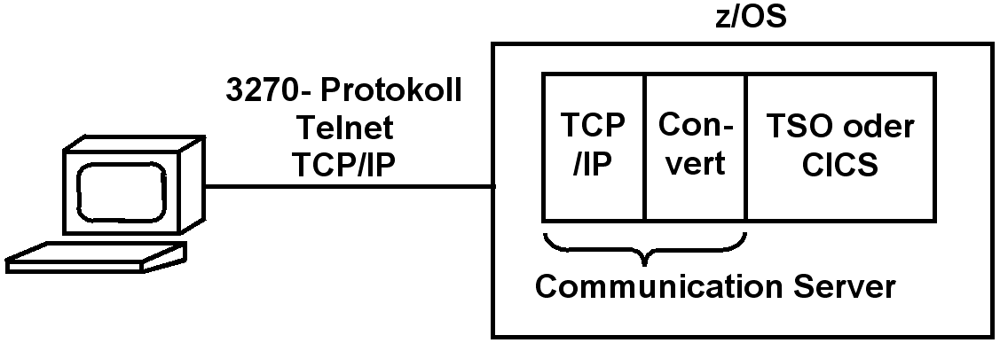 z/OS
3270- Protokoll
Telnet
TCP/IP
TCP
/IP
Con-
vert
TSO oder
CICS
Communication Server